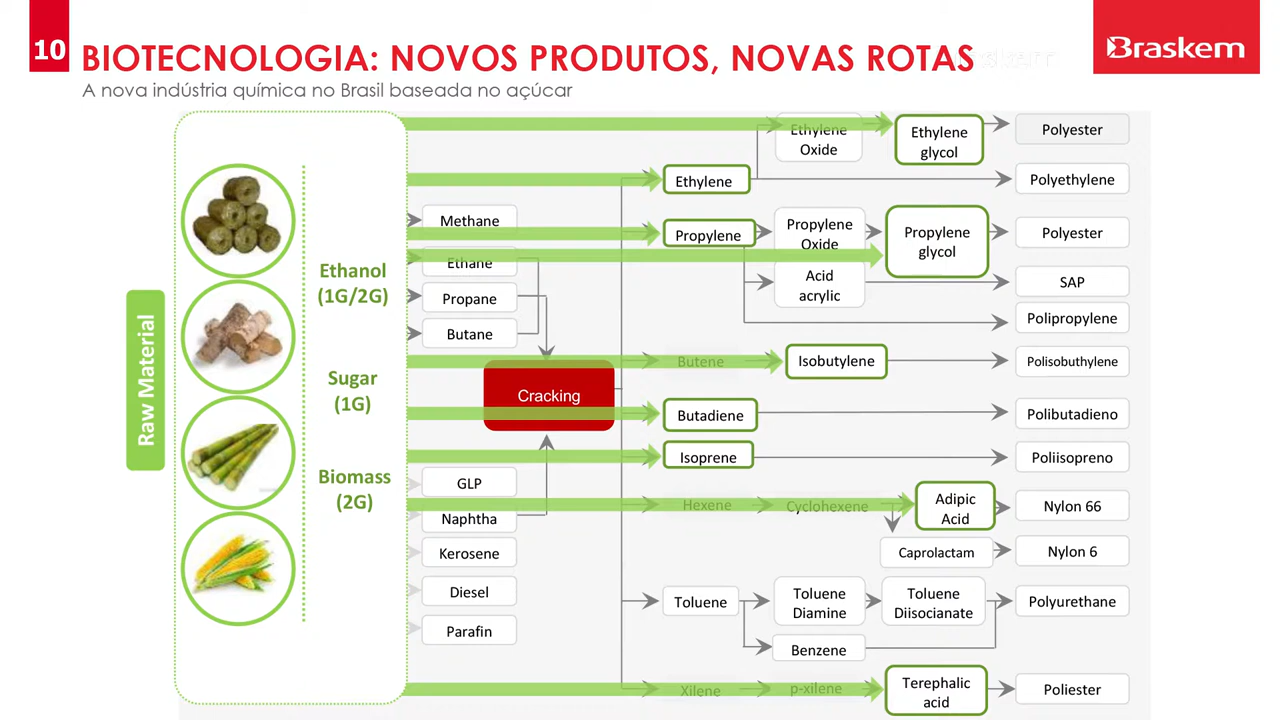 10
BIOTECNOLOGIA: NOVOS PRODUTOS, NOVAS ROTAS
Braskem
A nova indústria química no Brasil baseada no açúcar
Raw Material
Ethanol
(1G/2G)
Sugar
(1G)
Biomass
(2G)
Methane
Ethane
Propane
Butane
Cracking
GLP
Naphtha
Kerosene
Diesel
Parafin
Ethylene
Propylene
Butene
Butadiene
Isoprene
Hexene
Toluene
Xilene
Ethylene
Oxide
Propylene
Oxide
Acid
acrylic
Isobutylene
Cyclohexene
Toluene
Diamine
Benzene
p-xilene
Ethylene
glycol
Propylene
glycol
Adipic
Acid
Caprolactam
Toluene
Diisocianate
Terephalic
acid
Polyester
Polyethylene
Polyester
SAP
Polipropylene
Polisobuthylene
Polibutadieno
Poliisopreno
Nylon 66
Nylon 6
Polyurethane
Poliester